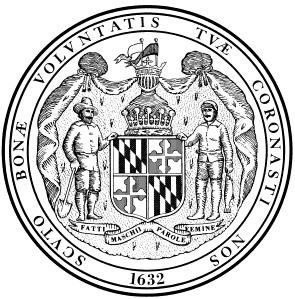 SCVTO BONÆ VOLVNTATIS TVÆ CORONASTI NOS
FATTI MASCHII PAROLE FEMINE
1632